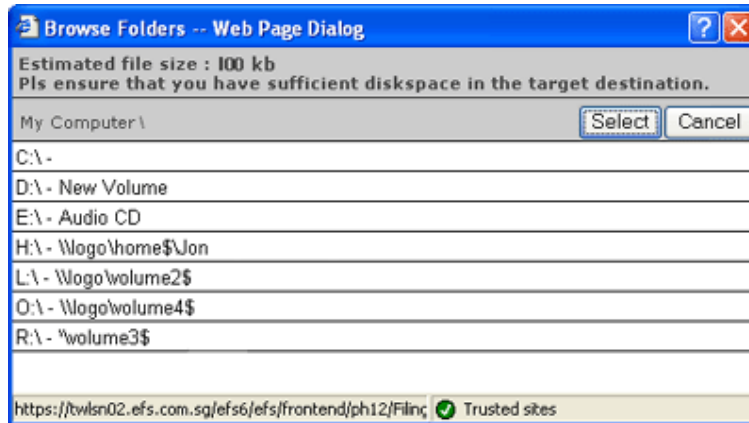 Browse Folders -- Web Page Dialog
Estimated file size : 100 kb
Pls ensure that you have sufficient diskspace in the target destination.
My Computer\ Select Cancel
C:\ -
D:\ - New Volume
E:\ - Audio CD
H:\ - \\logo\home$\Jon
L:\ - \\logo\volume2$
O:\ - \\logo\volume4$
R:\ - "volume3$
https://twlsn02.efs.com.sg/efs6/efs/frontend/ph12/Filing Trusted sites